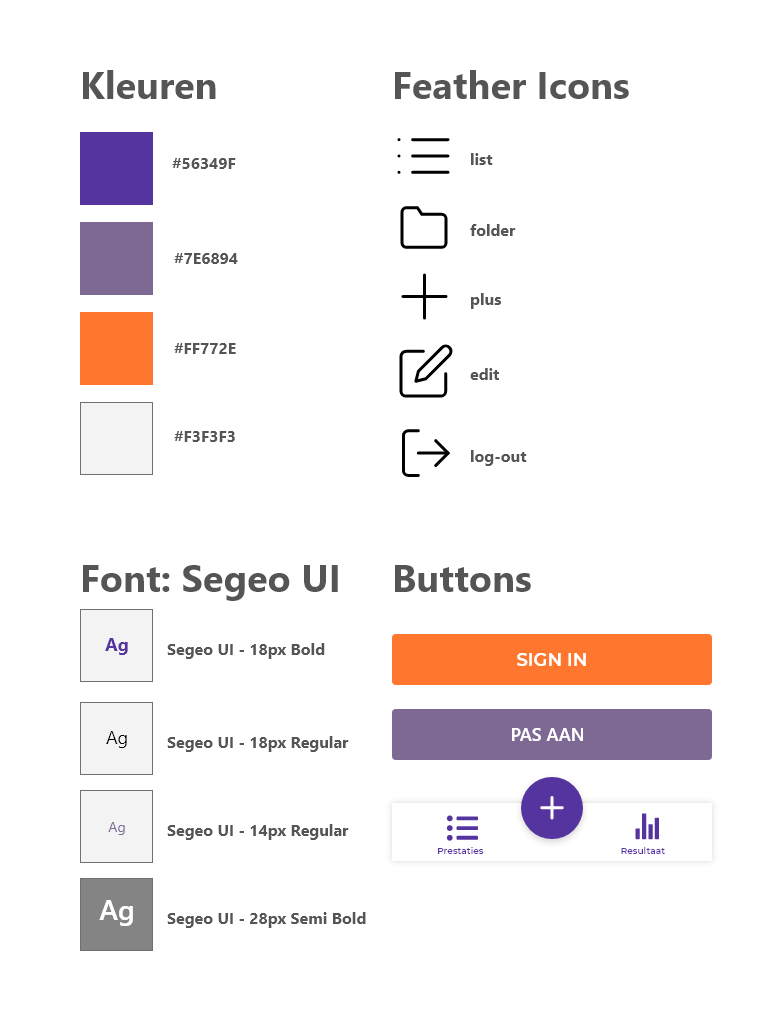 Kleuren
#56349F
#7E6894
#FF772E
#F3F3F3
Feather Icons
list
folder
plus
edit
log-out
Font: Segeo UI
Ag
Segeo UI - 18px Bold
Ag
Segeo UI - 18px Regular
Ag
Segeo UI - 14px Regular
Ag
Segeo UI - 28px Semi Bold
Buttons
SIGN IN
PAS AAN
Prestaties
Resultaat